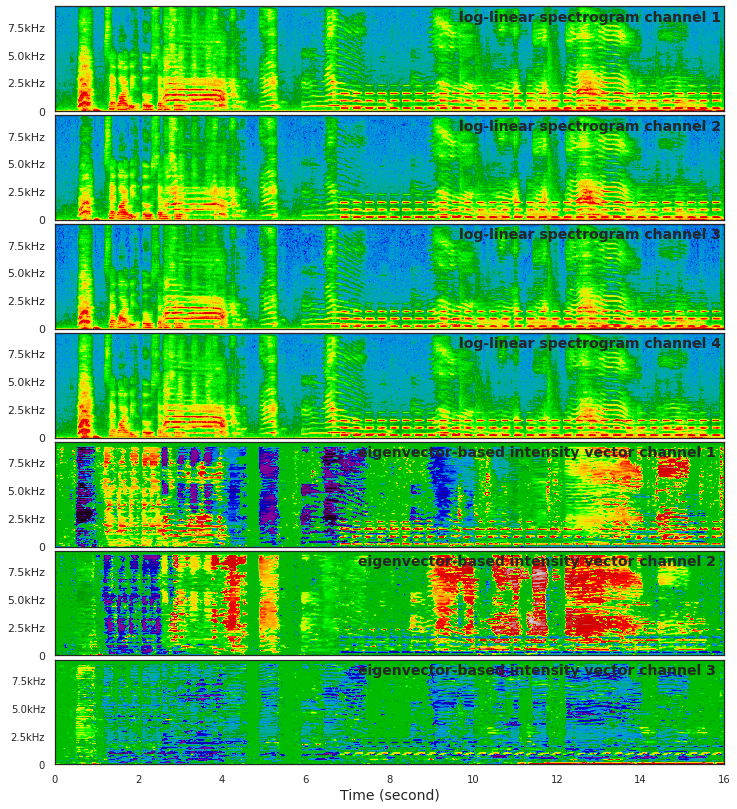 log-linear spectrogram channel 1
7.5kHz
5.0kHz
2.5kHz
0
log-linear spectrogram channel 2
7.5kHz
5.0kHz
2.5kHz
0
log-linear spectrogram channel 3
7.5kHz
5.0kHz
2.5kHz
0
log-linear spectrogram channel 4
7.5kHz
5.0kHz
2.5kHz
0
eigenvector-based intensity vector channel 1
7.5kHz
5.0kHz
2.5kHz
0
eigenvector-based intensity vector channel 2
7.5kHz
5.0kHz
2.5kHz
0
eigenvector-based intensity vector channel 3
7.5kHz
5.0kHz
2.5kHz
0
0 2 4 6 8 10 12 14 16
Time (second)